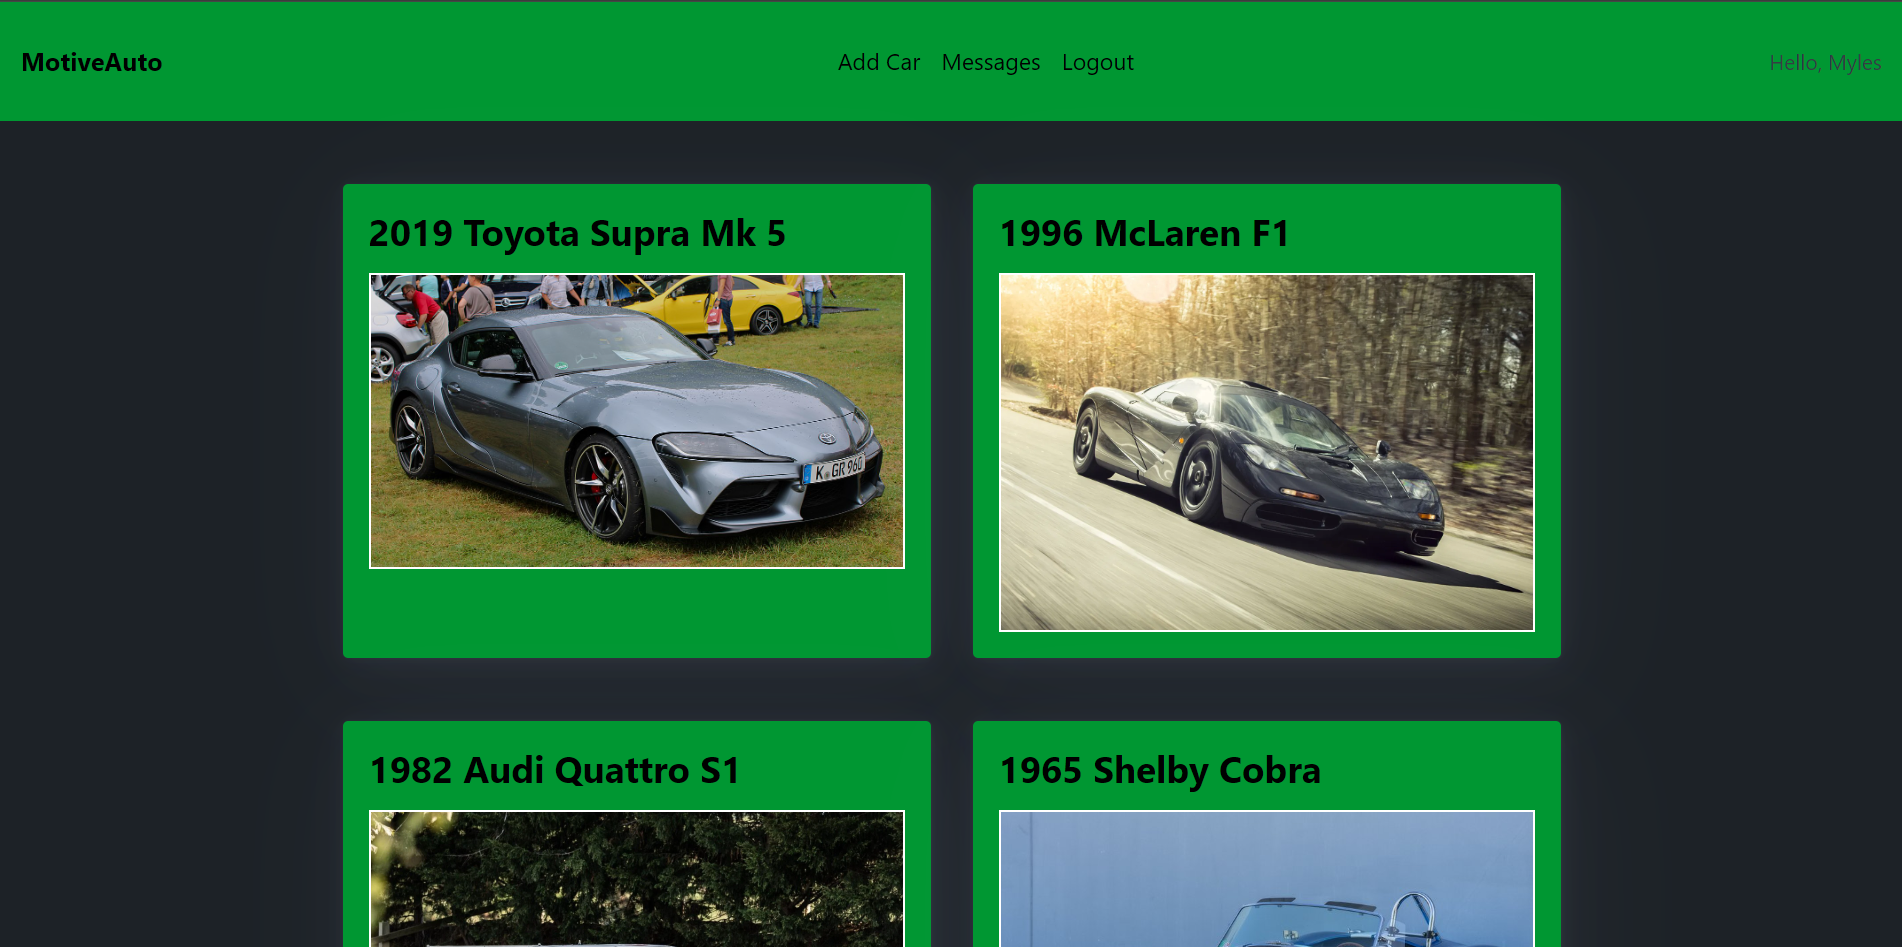 MotiveAuto
Add Car Messages Logout
Hello, Myles
2019 Toyota Supra Mk 5
K GR 960
1996 McLaren F1
1982 Audi Quattro S1
1965 Shelby Cobra